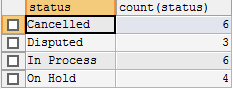 status count(status)
Cancelled 6
Disputed 3
In Process 6
On Hold 4